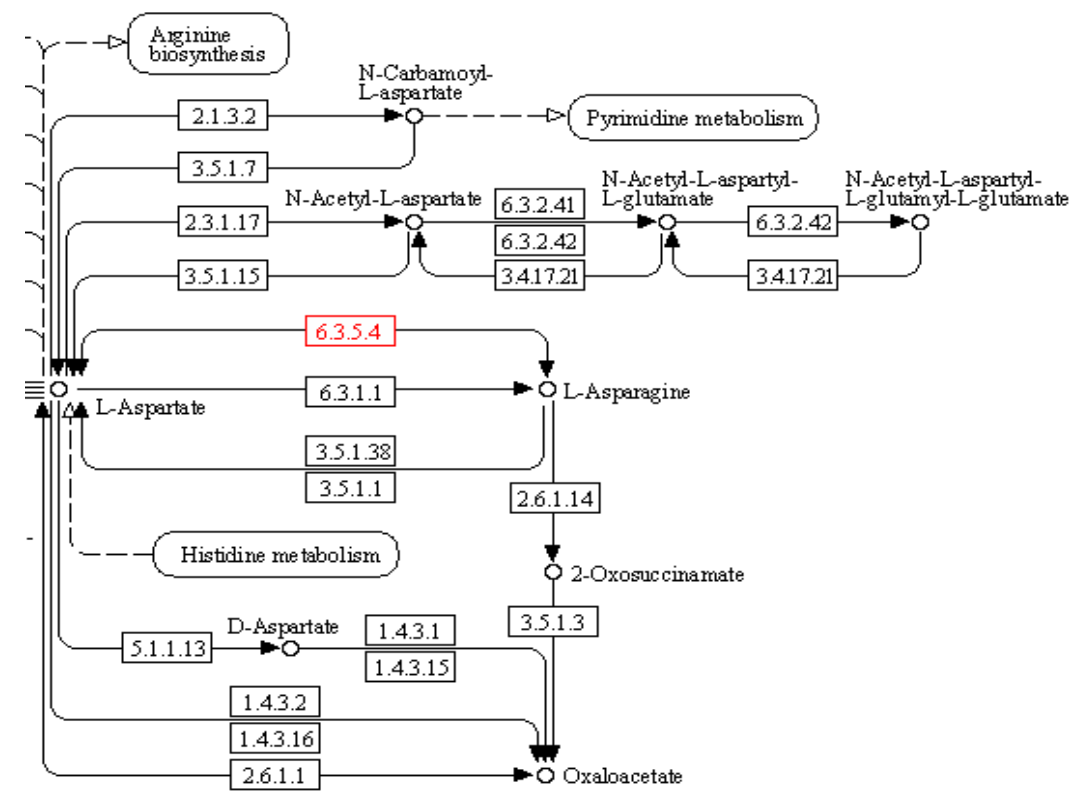 Arginine
biosynthesis
N-Carbamoyl-
L-aspartate
2.1.3.2
Pyrimidine metabolism
3.5.1.7
N-Acetyl-L-aspartate
N-Acetyl-L-aspartyl-
L-glutamate
N-Acetyl-L-aspartyl-
L-glutamyl-L-glutamate
6.3.2.41
2.3.1.17
6.3.2.42
6.3.2.42
3.5.1.15
3.4.17.21
3.4.17.21
6.3.5.4
6.3.1.1
L-Asparagine
L-Aspartate
3.5.1.38
3.5.1.1
2.6.1.14
Histidine metabolism
2-Oxosuccinamate
D-Aspartate
1.4.3.1
3.5.1.3
5.1.1.13
1.4.3.15
1.4.3.2
1.4.3.16
2.6.1.1
Oxaloacetate